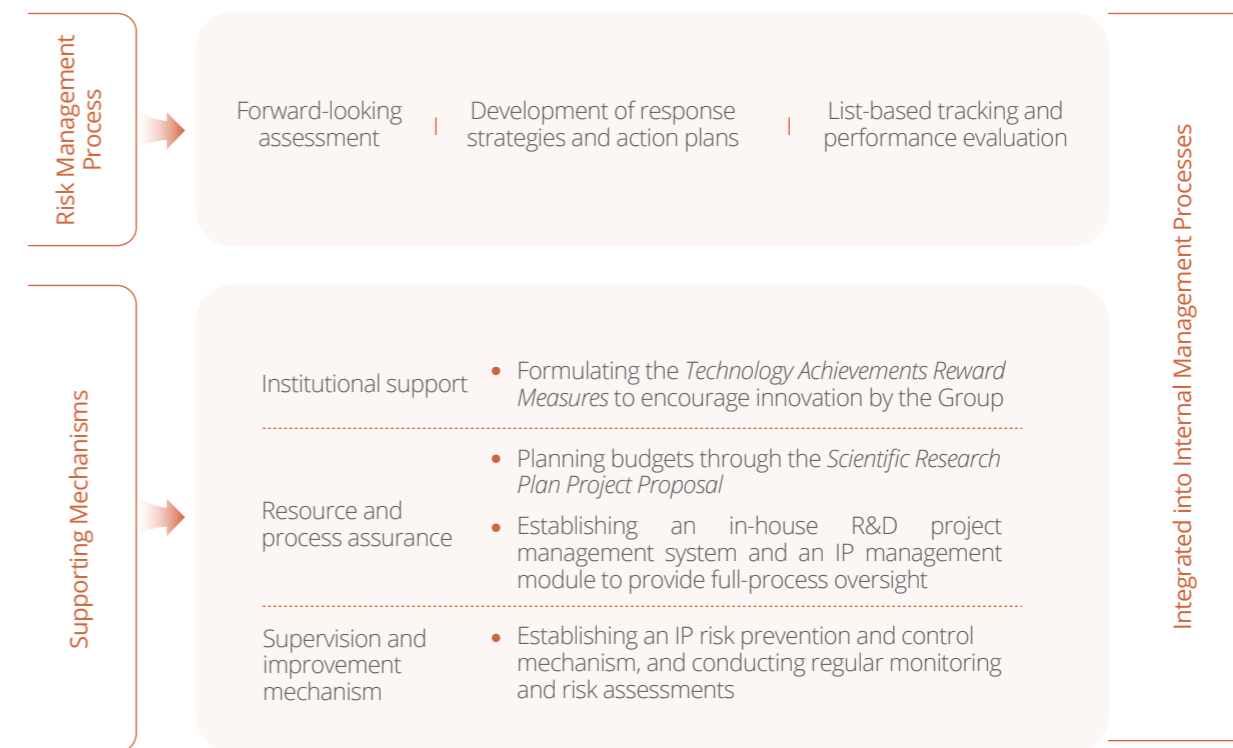 Risk Management
Process
Forward-looking
assessment
Development of response
strategies and action plans
List-based tracking and
performance evaluation
Supporting Mechanisms
Institutional support
• Formulating the Technology Achievements Reward
Measures to encourage innovation by the Group
Resource and
process assurance
• Planning budgets through the Scientific Research
Plan Project Proposal
• Establishing an in-house R&D project
management system and an IP management
module to provide full-process oversight
Supervision and
improvement
mechanism
• Establishing an IP risk prevention and control
mechanism, and conducting regular monitoring
and risk assessments
Integrated into Internal Management Processes